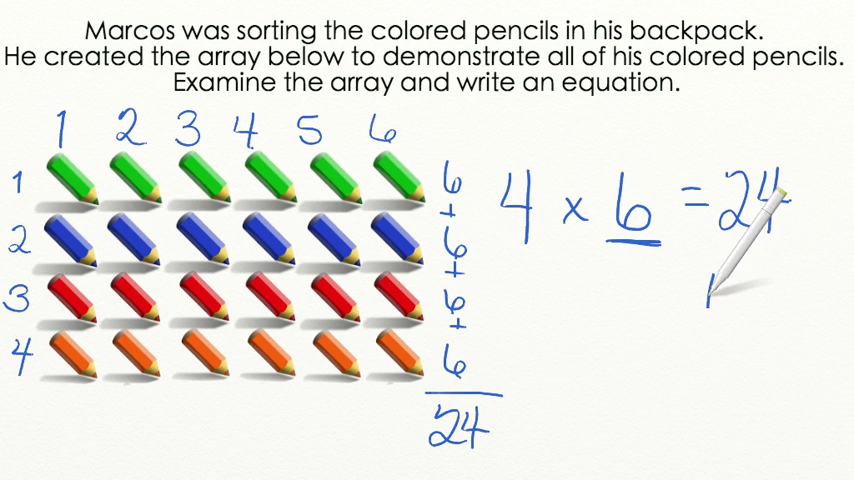 Marcos was sorting the colored pencils in his backpack.
He created the array below to demonstrate all of his colored pencils.
Examine the array and write an equation.
1 2 3 4 5 6
1
2
3
4
6
+
6
+
6
+
6
24
4 x 6 = 24